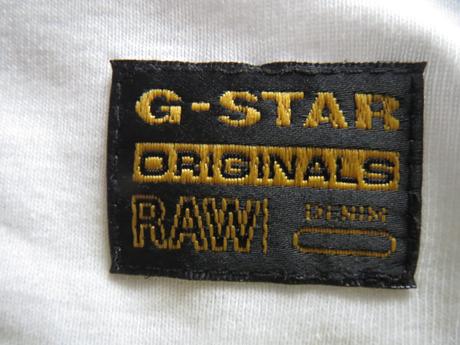 G-STAR
ORIGINALS
RAW DENIM